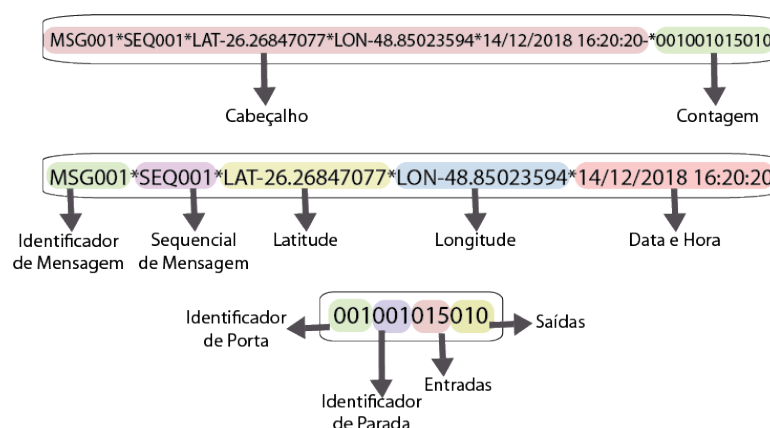 MSG001*SEQ001*LAT-26.26847077*LON-48.85023594*14/12/2018 16:20:20-*001001015010
Cabeçalho Contagem
MSG001*SEQ001*LAT-26.26847077*LON-48.85023594*14/12/2018 16:20:20
Identificador de Mensagem
Sequencial de Mensagem
Latitude
Longitude
Data e Hora
001001015010
Identificador de Porta
Saídas
Entradas
Identificador de Parada